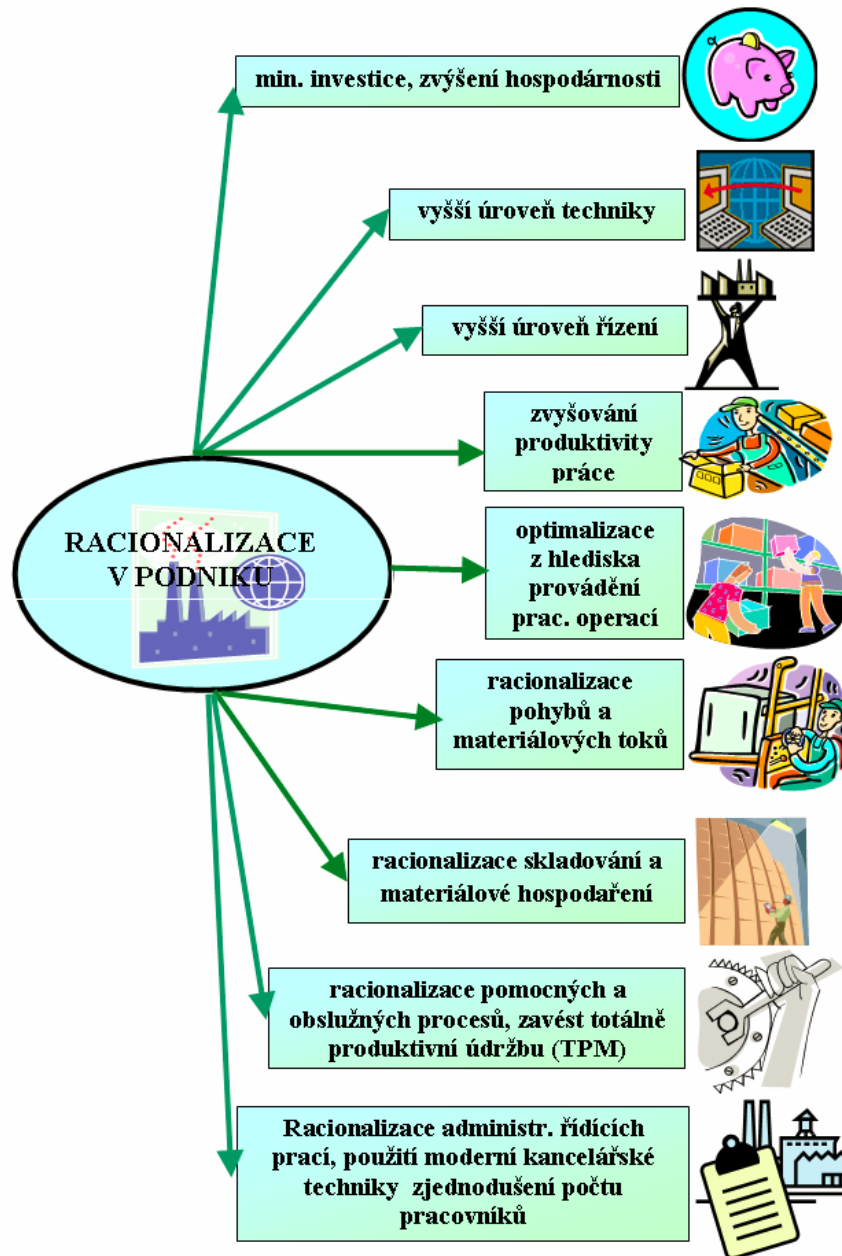 min. investice, zvýšení hospodárnosti
vyšší úroveň techniky
vyšší úroveň řízení
zvyšování
produktivity
práce
RACIONALIZACE
V PODNIKU
optimalizace
z hlediska
provádění
prac. operací
racionalizace
pohybů a
materiálových toků
racionalizace skladování a
materiálové hospodaření
racionalizace pomocných a
obslužných procesů, zavést totálně
produktivní údržbu (TPM)
Racionalizace administr. řídících
prací, použití moderní kancelářské
techniky zjednodušení počtu
pracovníků